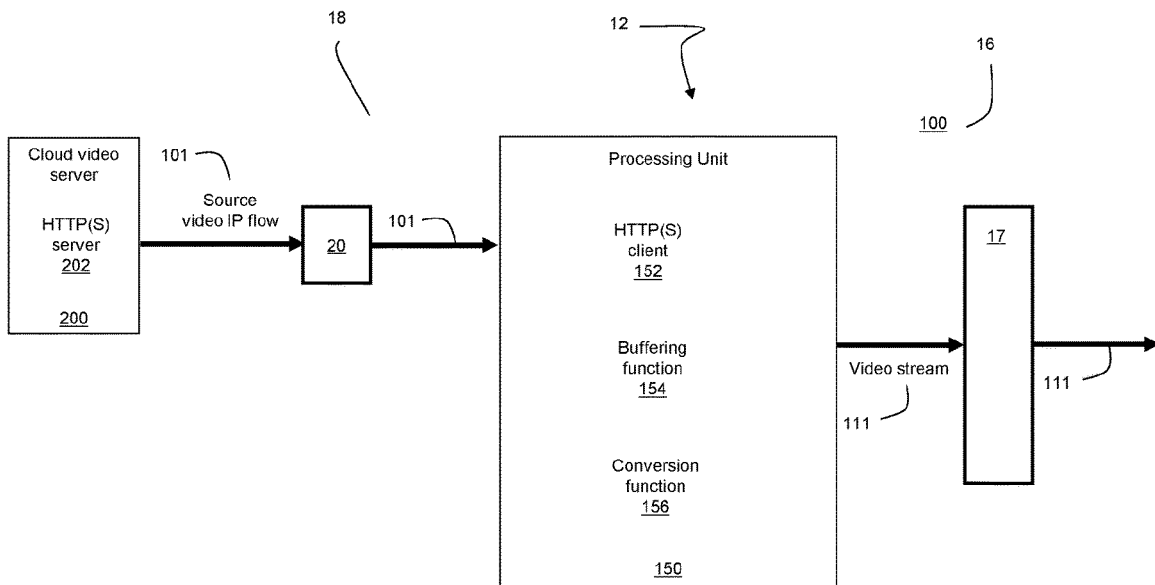 18
12
16
100
Cloud video
server
HTTP(S)
server
202
200
101
Source
video IP flow
20
101
Processing Unit
HTTP(S)
client
152
Buffering
function
154
Conversion
function
156
150
Video stream
111
17
111